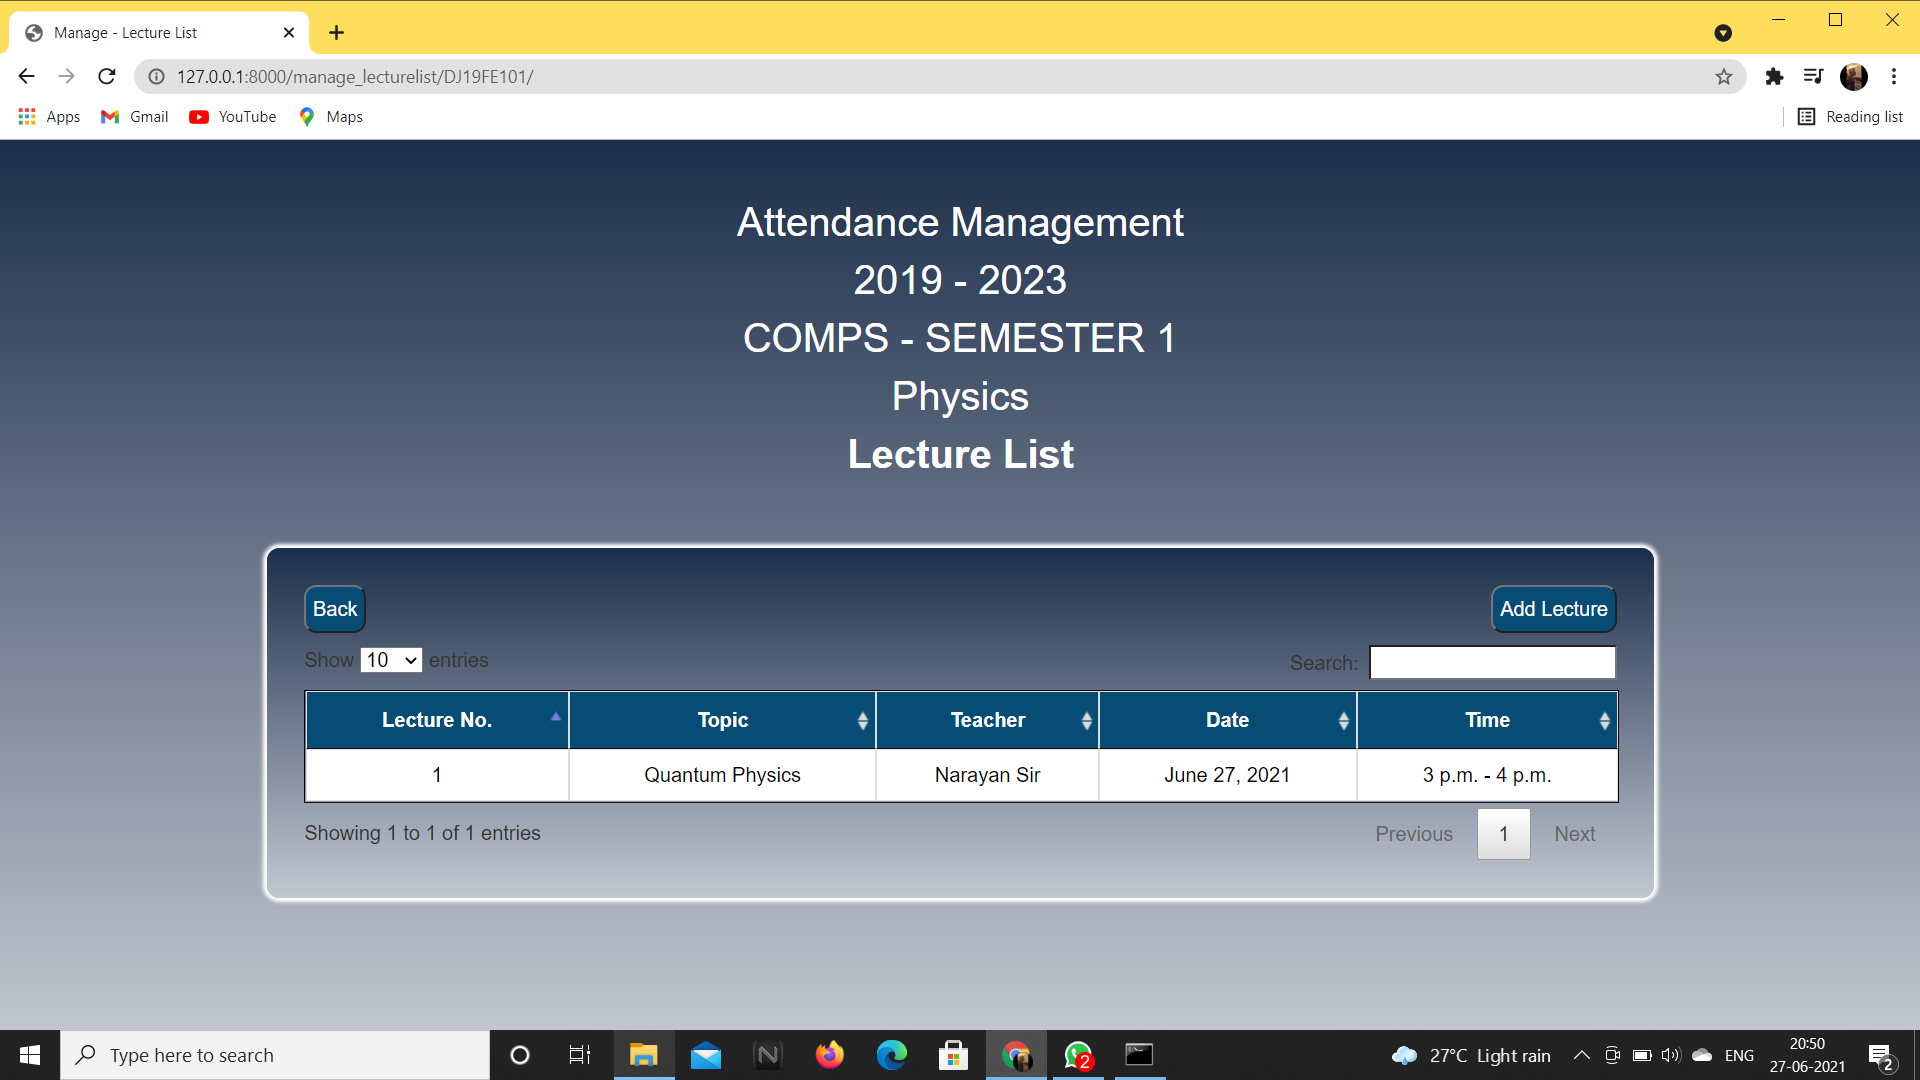 Manage - Lecture List
127.0.0.1:8000/manage_lecturelist/DJ19FE101/
Apps Gmail YouTube Maps Reading list
Attendance Management
2019 - 2023
COMPS - SEMESTER 1
Physics
Lecture List
Back Add Lecture
Show 10 entries Search:
Lecture No. Topic Teacher Date Time
1 Quantum Physics Narayan Sir June 27, 2021 3 p.m. - 4 p.m.
Showing 1 to 1 of 1 entries Previous 1 Next
Type here to search N 2 27°C Light rain ENG 20:50
27-06-2021 2